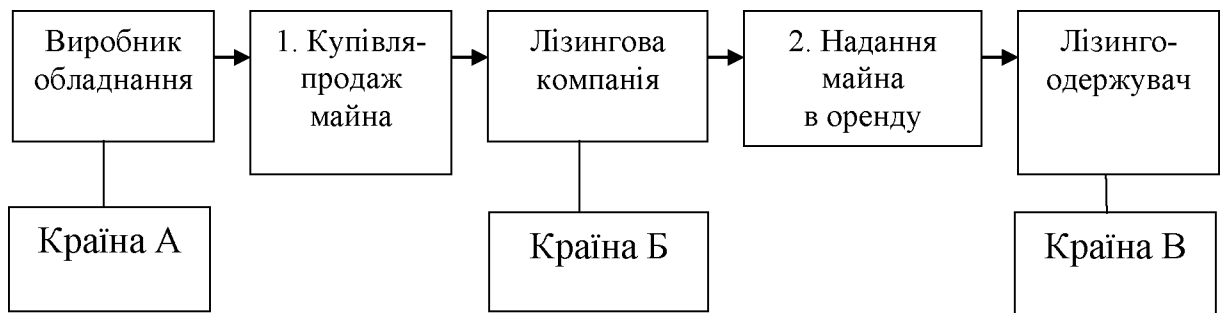 Виробник
обладнання
1. Купівля-
продаж
майна
Лізингова
компанія
2. Надання
майна
в оренду
Лізинго-
одержувач
Країна А
Країна Б
Країна В